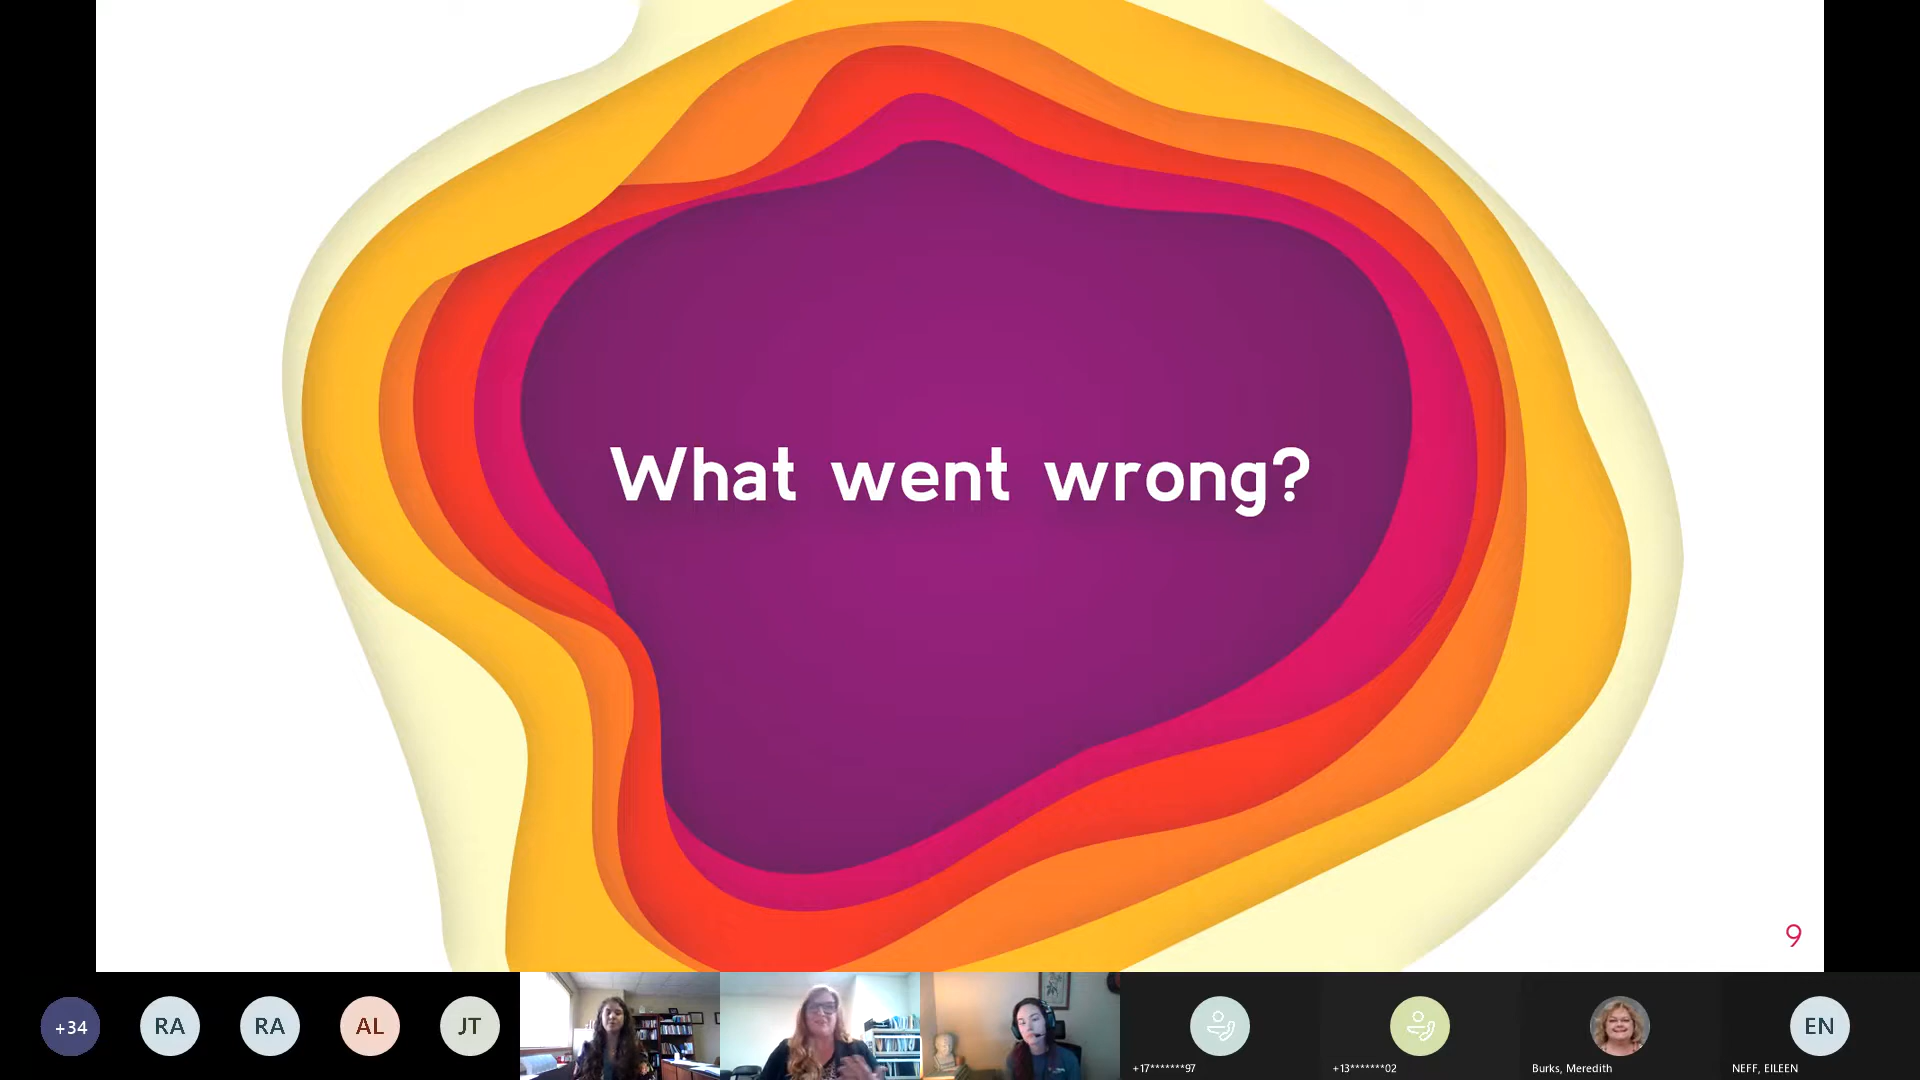 What went wrong?
9
+34
RA
RA
AL
JT
EN
+17*******97
+13*******02
Burks, Meredith
NEFF, EILEEN